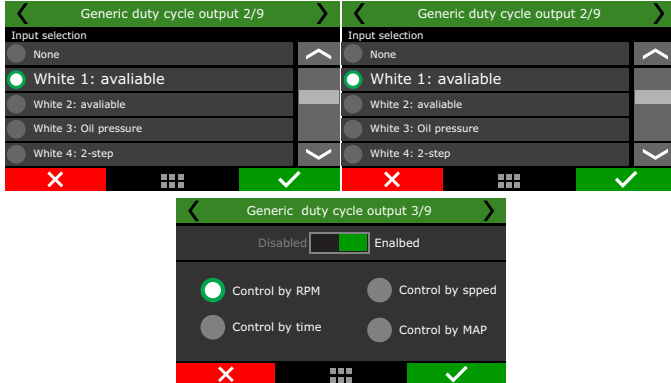 Generic duty cycle output 2/9
Input selection
None
White 1: avaliable
White 2: avaliable
White 3: Oil pressure
White 4: 2-step
Generic duty cycle output 2/9
Input selection
None
White 1: avaliable
White 2: avaliable
White 3: Oil pressure
White 4: 2-step
Generic duty cycle output 3/9
Disabled Enalbed
Control by RPM Control by spped
Control by time Control by MAP